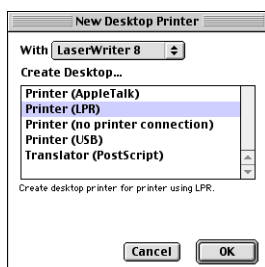 New Desktop Printer
With LaserWriter 8
Create Desktop...
Printer (AppleTalk)
Printer (LPR)
Printer (no printer connection)
Printer (USB)
Translator (PostScript)
Create desktop printer for printer using LPR.
Cancel OK